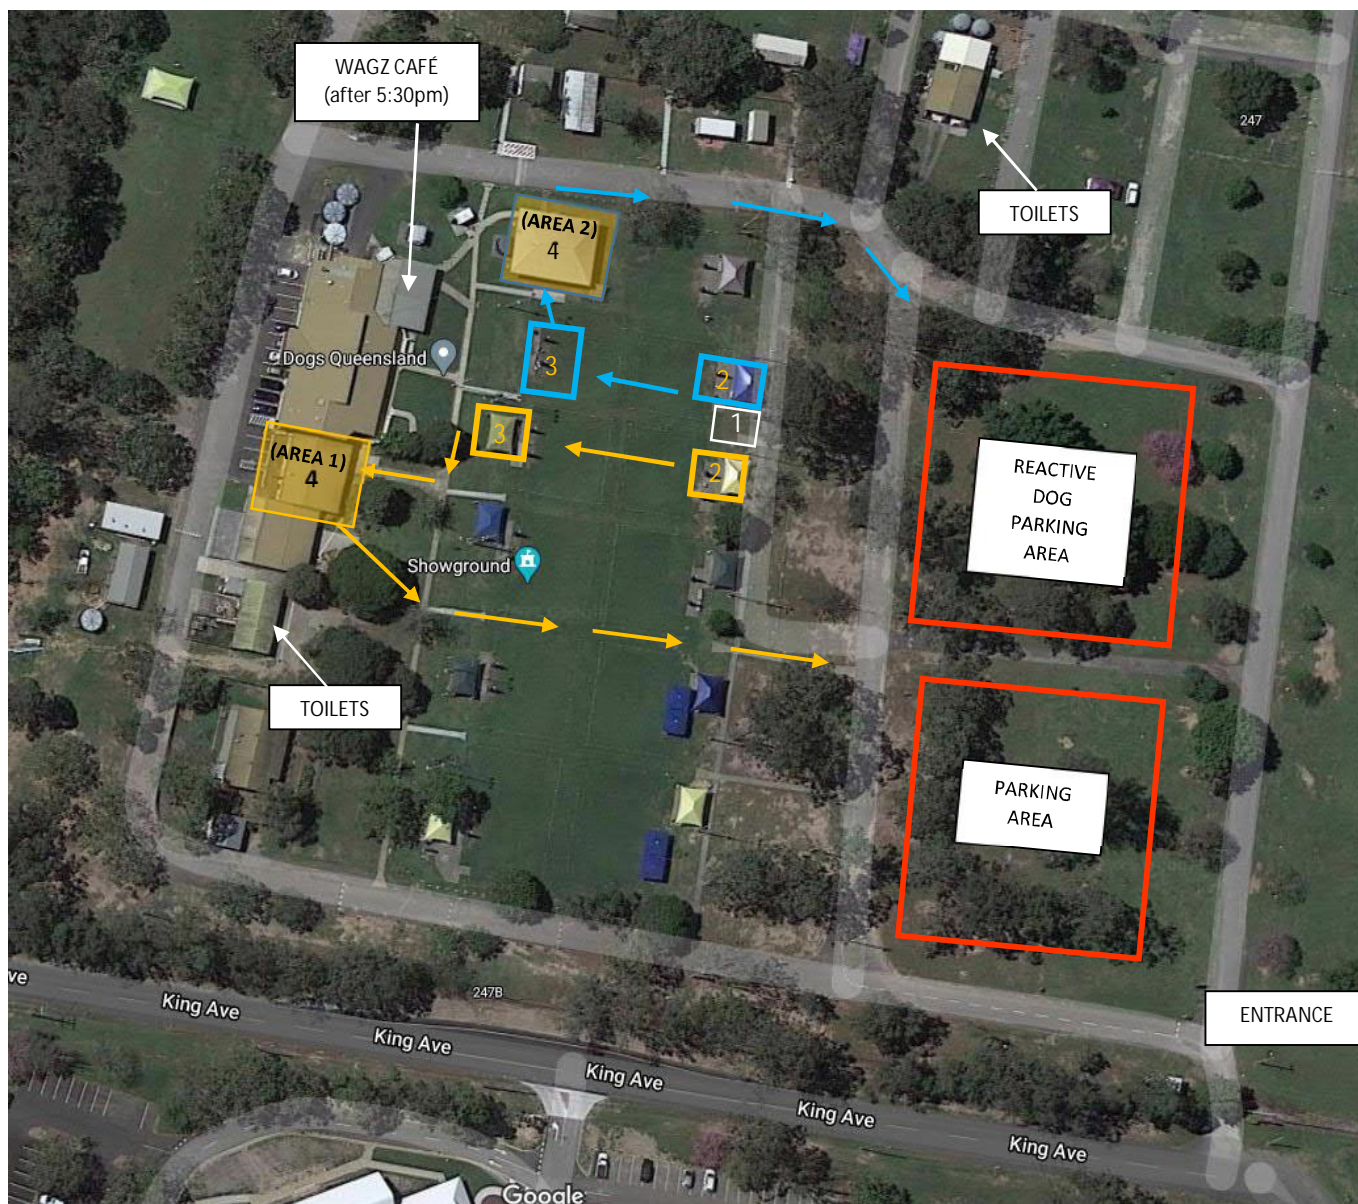 WAGZ CAFÉ
(after 5:30pm)
247
TOILETS
(AREA 2)
4
Dogs Queensland
3
2
1
3
2
(AREA 1)
4
REACTIVE
DOG
PARKING
AREA
Showground
TOILETS
PARKING
AREA
ve
King Ave
247B
King Ave
King Ave
King Ave
King Ave
ENTRANCE
Google